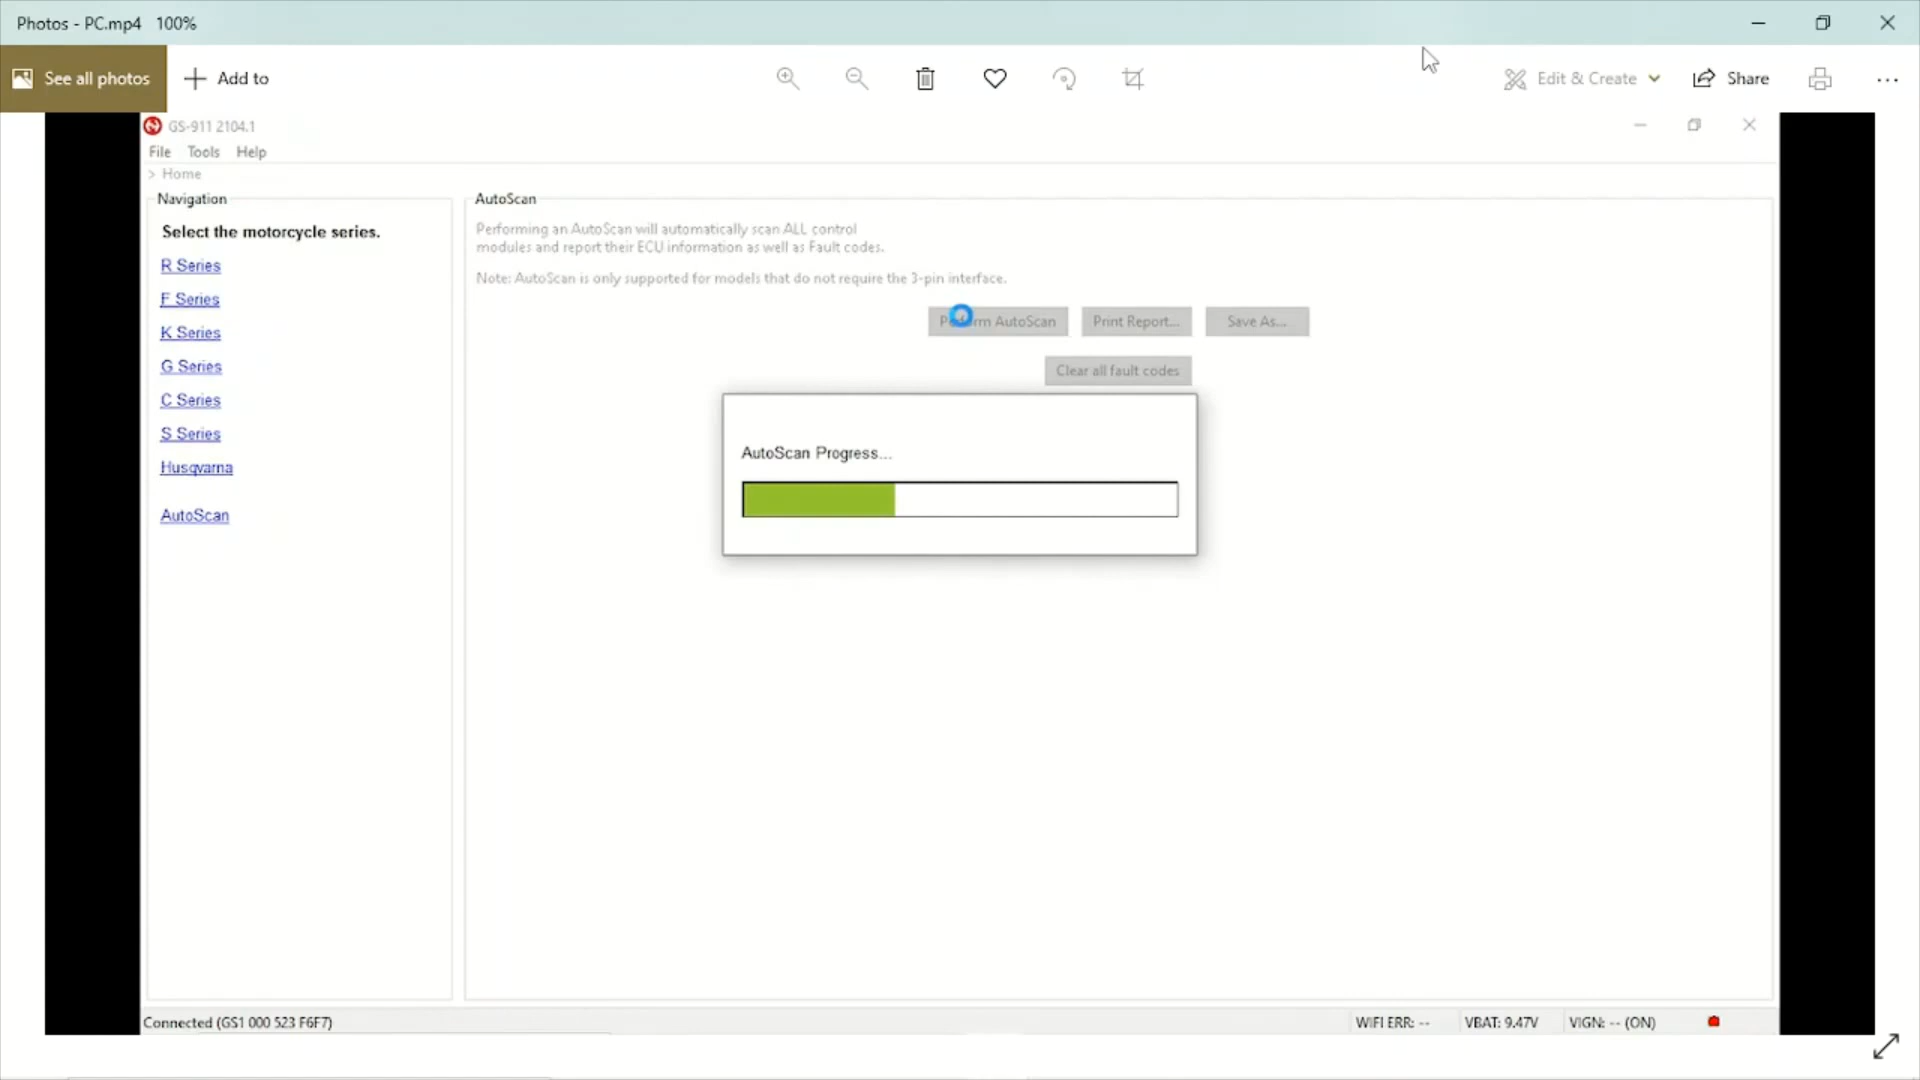 Photos - PC.mp4   100%
See all photos
Add to
Edit & Create
Share
GS-911 2104.1
File   Tools   Help
> Home
Navigation
Select the motorcycle series.
R Series
F Series
K Series
G Series
C Series
S Series
Husqvarna
AutoScan
AutoScan
Performing an AutoScan will automatically scan ALL control
modules and report their ECU information as well as Fault codes.
Note: AutoScan is only supported for models that do not require the 3-pin interface.
Perform AutoScan
Print Report...
Save As...
Clear all fault codes
AutoScan Progress...
Connected (GS1 000 523 F6F7)
WIFI ERR: --
VBAT: 9.47V
VIGN: -- (ON)